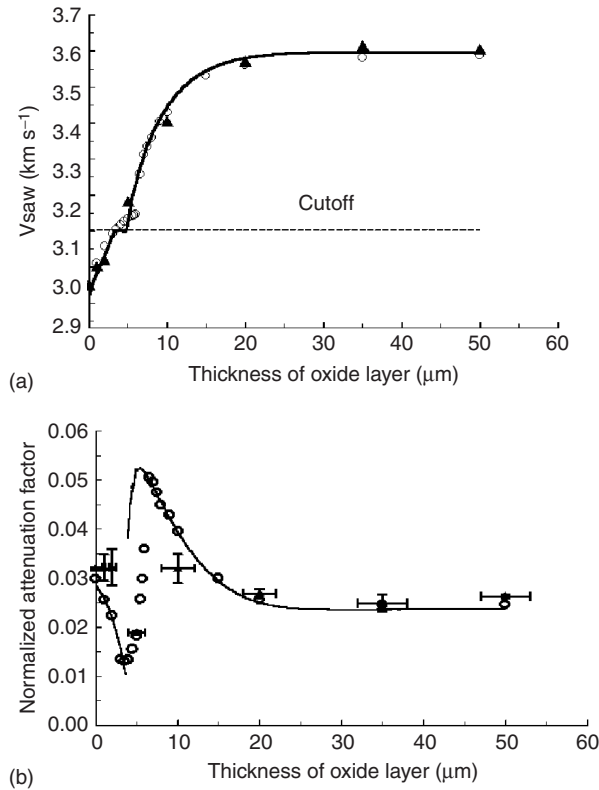 3.6
3.5
3.4
3.3
3.2
3.1
3.0
2.9
Vsaw (km s⁻¹)
Cutoff
0 10 20 30 40 50 60
Thickness of oxide layer (μm)
(a)
0.06
0.05
0.04
0.03
0.02
0.01
0.00
Normalized attenuation factor
0 10 20 30 40 50 60
Thickness of oxide layer (μm)
(b)